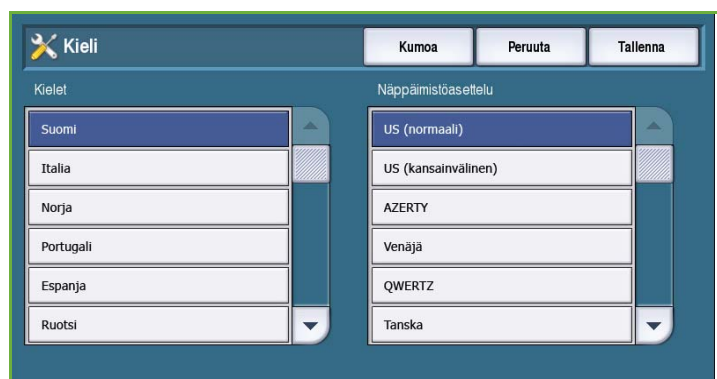 Kieli
Kumoa
Peruuta
Tallenna
Kielet
Näppäimistöasettelu
Suomi
Italia
Norja
Portugali
Espanja
Ruotsi
US (normaali)
US (kansainvälinen)
AZERTY
Venäjä
QWERTZ
Tanska